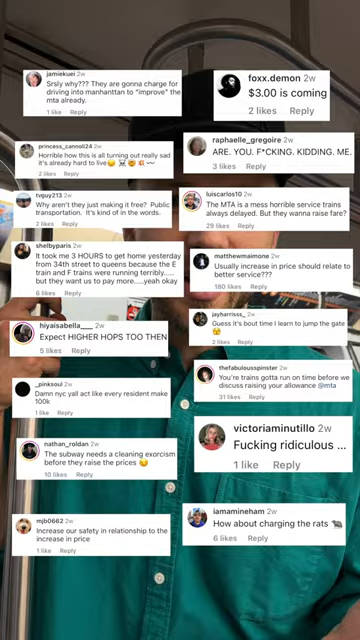 jamiekuei 2w
Srsly why??? They are gonna charge for
driving into manhanttan to "improve" the
mta already.
1 like Reply
foxx.demon 2w
$3.00 is coming
2 likes Reply
princess_cannoli24 2w
Horrible how this is all turning out really sad
it's already hard to live
2 likes Reply
raphaelle_gregoire 2w
ARE. YOU. F*CKING. KIDDING. ME.
3 likes Reply
tvguy213 2w
Why aren't they just making it free? Public
transportation. It's kind of in the words.
2 likes Reply
luiscarlos10 2w
The MTA is a mess horrible service trains
always delayed. But they wanna raise fare?
29 likes Reply
shelbyparis 2w
It took me 3 HOURS to get home yesterday
from 34th street to queens because the E
train and F trains were running terribly.....
but they want us to pay more.....yeah okay
6 likes Reply
matthewmaimone 2w
Usually increase in price should relate to
better service???
180 likes Reply
hiyaisabella___ 2w
Expect HIGHER HOPS TOO THEN
5 likes Reply
jayharrisss_ 2w
Guess it's bout time I learn to jump the gate
2 likes Reply
_pinksoul 2w
Damn nyc yall act like every resident make
100k
1 like Reply
thefabulousspinster 2w
You're trains gotta run on time before we
discuss raising your allowance @mta
31 likes Reply
nathan_roldan 2w
The subway needs a cleaning exorcism
before they raise the prices 😔
10 likes Reply
victoriaminutillo 2w
Fucking ridiculous ...
1 like Reply
mjb0662 2w
Increase our safety in relationship to the
increase in price
1 like Reply
iamamineham 2w
How about charging the rats 🐀
6 likes Reply